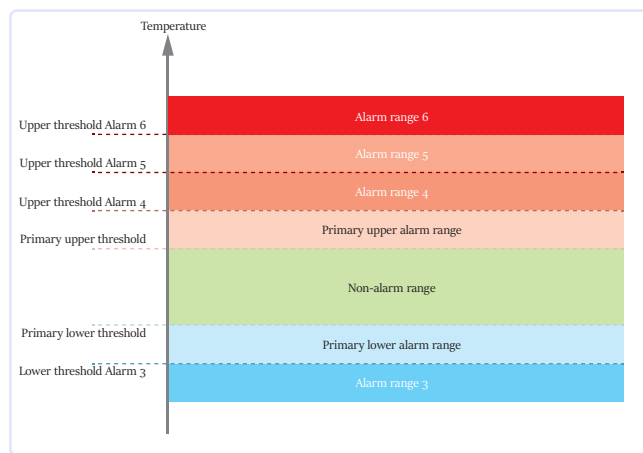 Temperature
Alarm range 6
Upper threshold Alarm 6
Alarm range 5
Upper threshold Alarm 5
Alarm range 4
Upper threshold Alarm 4
Primary upper alarm range
Primary upper threshold
Non-alarm range
Primary lower threshold
Primary lower alarm range
Lower threshold Alarm 3
Alarm range 3